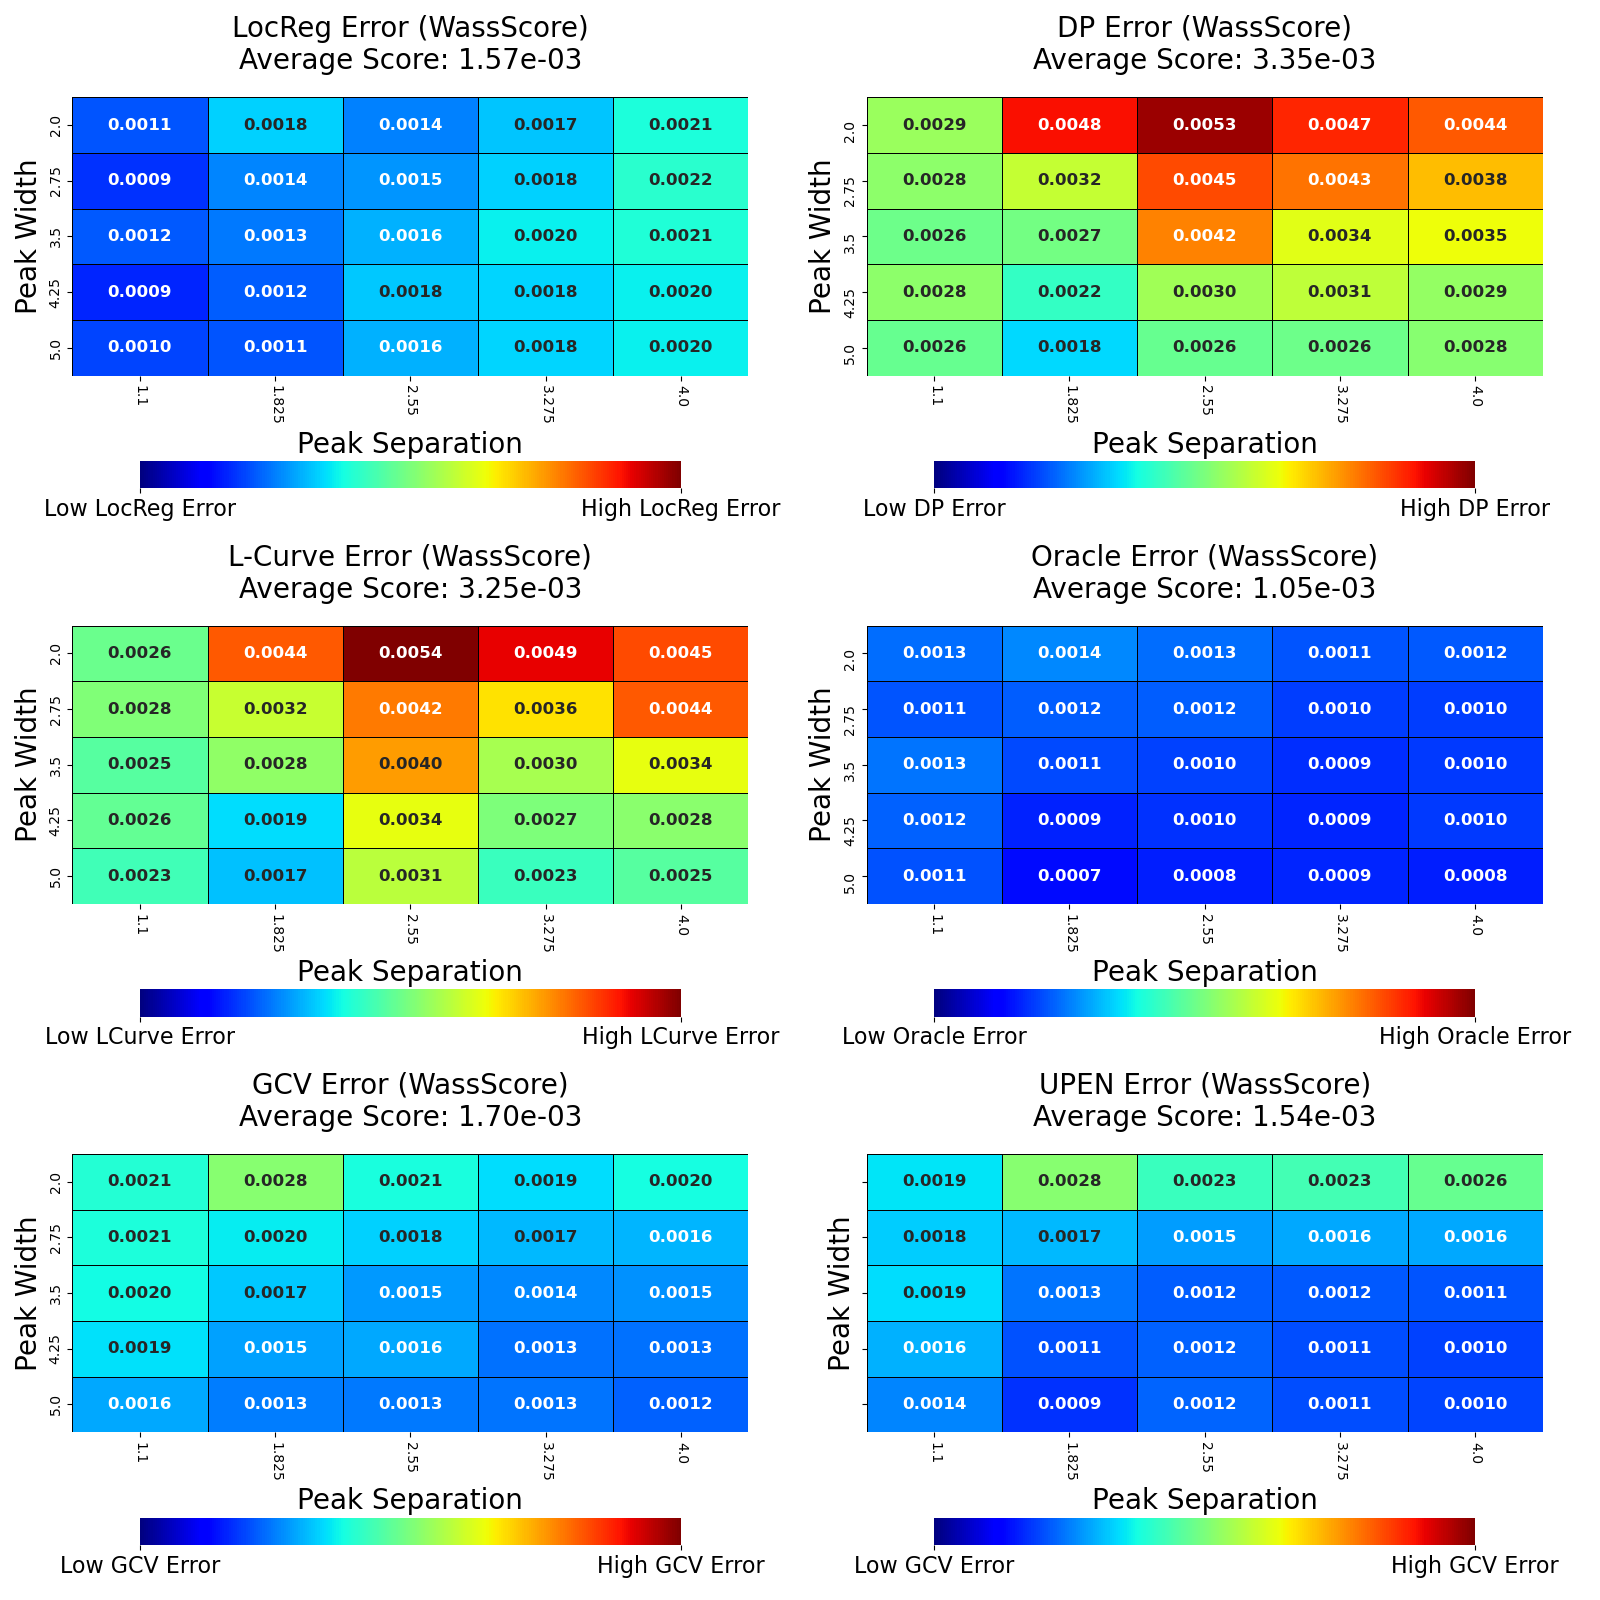 LocReg Error (WassScore)
Average Score: 1.57e-03
Peak Width
2.0 0.0011 0.0018 0.0014 0.0017 0.0021
2.75 0.0009 0.0014 0.0015 0.0018 0.0022
3.5 0.0012 0.0013 0.0016 0.0020 0.0021
4.25 0.0009 0.0012 0.0018 0.0018 0.0020
5.0 0.0010 0.0011 0.0016 0.0018 0.0020
1.1 1.825 2.55 3.275 4.0
Peak Separation
Low LocReg Error High LocReg Error
DP Error (WassScore)
Average Score: 3.35e-03
Peak Width
2.0 0.0029 0.0048 0.0053 0.0047 0.0044
2.75 0.0028 0.0032 0.0045 0.0043 0.0038
3.5 0.0026 0.0027 0.0042 0.0034 0.0035
4.25 0.0028 0.0022 0.0030 0.0031 0.0029
5.0 0.0026 0.0018 0.0026 0.0026 0.0028
1.1 1.825 2.55 3.275 4.0
Peak Separation
Low DP Error High DP Error
L-Curve Error (WassScore)
Average Score: 3.25e-03
Peak Width
2.0 0.0026 0.0044 0.0054 0.0049 0.0045
2.75 0.0028 0.0032 0.0042 0.0036 0.0044
3.5 0.0025 0.0028 0.0040 0.0030 0.0034
4.25 0.0026 0.0019 0.0034 0.0027 0.0028
5.0 0.0023 0.0017 0.0031 0.0023 0.0025
1.1 1.825 2.55 3.275 4.0
Peak Separation
Low LCurve Error High LCurve Error
Oracle Error (WassScore)
Average Score: 1.05e-03
Peak Width
2.0 0.0013 0.0014 0.0013 0.0011 0.0012
2.75 0.0011 0.0012 0.0012 0.0010 0.0010
3.5 0.0013 0.0011 0.0010 0.0009 0.0010
4.25 0.0012 0.0009 0.0010 0.0009 0.0010
5.0 0.0011 0.0007 0.0008 0.0009 0.0008
1.1 1.825 2.55 3.275 4.0
Peak Separation
Low Oracle Error High Oracle Error
GCV Error (WassScore)
Average Score: 1.70e-03
Peak Width
2.0 0.0021 0.0028 0.0021 0.0019 0.0020
2.75 0.0021 0.0020 0.0018 0.0017 0.0016
3.5 0.0020 0.0017 0.0015 0.0014 0.0015
4.25 0.0019 0.0015 0.0016 0.0013 0.0013
5.0 0.0016 0.0013 0.0013 0.0013 0.0012
1.1 1.825 2.55 3.275 4.0
Peak Separation
Low GCV Error High GCV Error
UPEN Error (WassScore)
Average Score: 1.54e-03
Peak Width
0.0019 0.0028 0.0023 0.0023 0.0026
0.0018 0.0017 0.0015 0.0016 0.0016
0.0019 0.0013 0.0012 0.0012 0.0011
0.0016 0.0011 0.0012 0.0011 0.0010
0.0014 0.0009 0.0012 0.0011 0.0010
1.1 1.825 2.55 3.275 4.0
Peak Separation
Low GCV Error High GCV Error